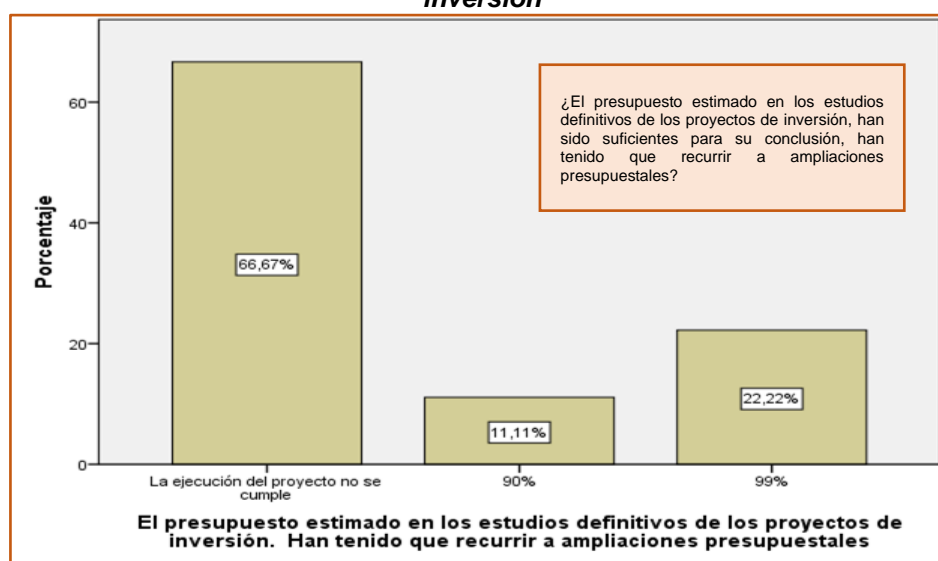 inversión
¿El presupuesto estimado en los estudios
definitivos de los proyectos de inversión, han
sido suficientes para su conclusión, han
tenido que recurrir a ampliaciones
presupuestales?
Porcentaje
60
40
20
0
66,67%
11,11%
22,22%
La ejecución del proyecto no se
cumple
90%
99%
El presupuesto estimado en los estudios definitivos de los proyectos de
inversión. Han tenido que recurrir a ampliaciones presupuestales